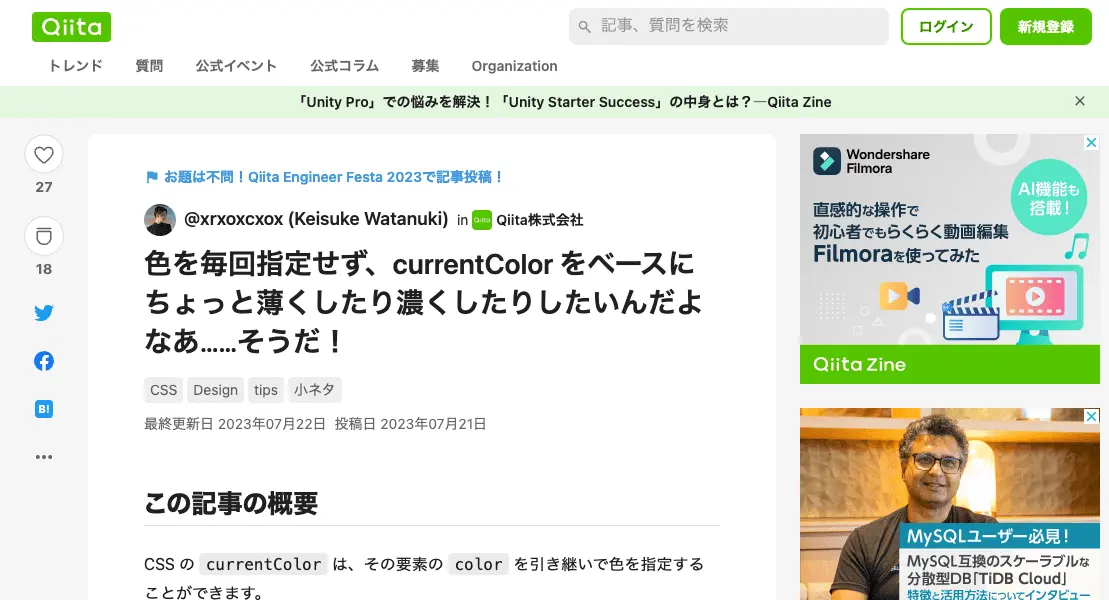 Qiita
記事、質問を検索
ログイン
新規登録
トレンド 質問 公式イベント 公式コラム 募集 Organization
「Unity Pro」での悩みを解決！「Unity Starter Success」の中身とは？―Qiita Zine
お題は不問！Qiita Engineer Festa 2023で記事投稿！
@xrxoxcxox (Keisuke Watanuki) in Qiita Qiita株式会社
色を毎回指定せず、currentColor をベースに
ちょっと薄くしたり濃くしたりしたいんだよ
なあ……そうだ！
CSS Design tips 小ネタ
最終更新日 2023年07月22日 投稿日 2023年07月21日
この記事の概要
CSS の currentColor は、その要素の color を引き継いで色を指定する
ことができます。
27
18
B!
Wondershare
Filmora
AI機能も
搭載！
直感的な操作で
初心者でもらくらく動画編集
Filmoraを使ってみた
Qiita Zine
MySQLユーザー必見！
MySQL互換のスケーラブルな
分散型DB「TiDB Cloud」
特徴と活用方法についてインタビュー